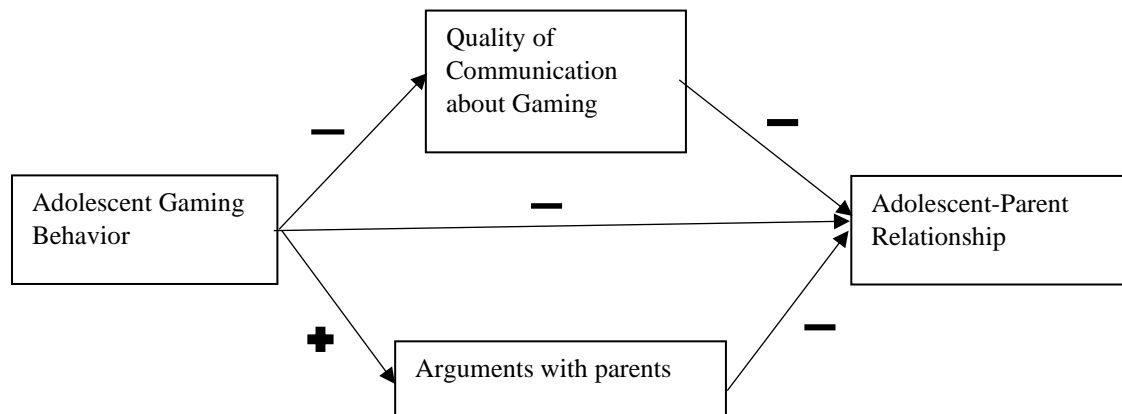 Quality of
Communication
about Gaming
−
−
Adolescent Gaming
Behavior
−
Adolescent-Parent
Relationship
+
−
Arguments with parents